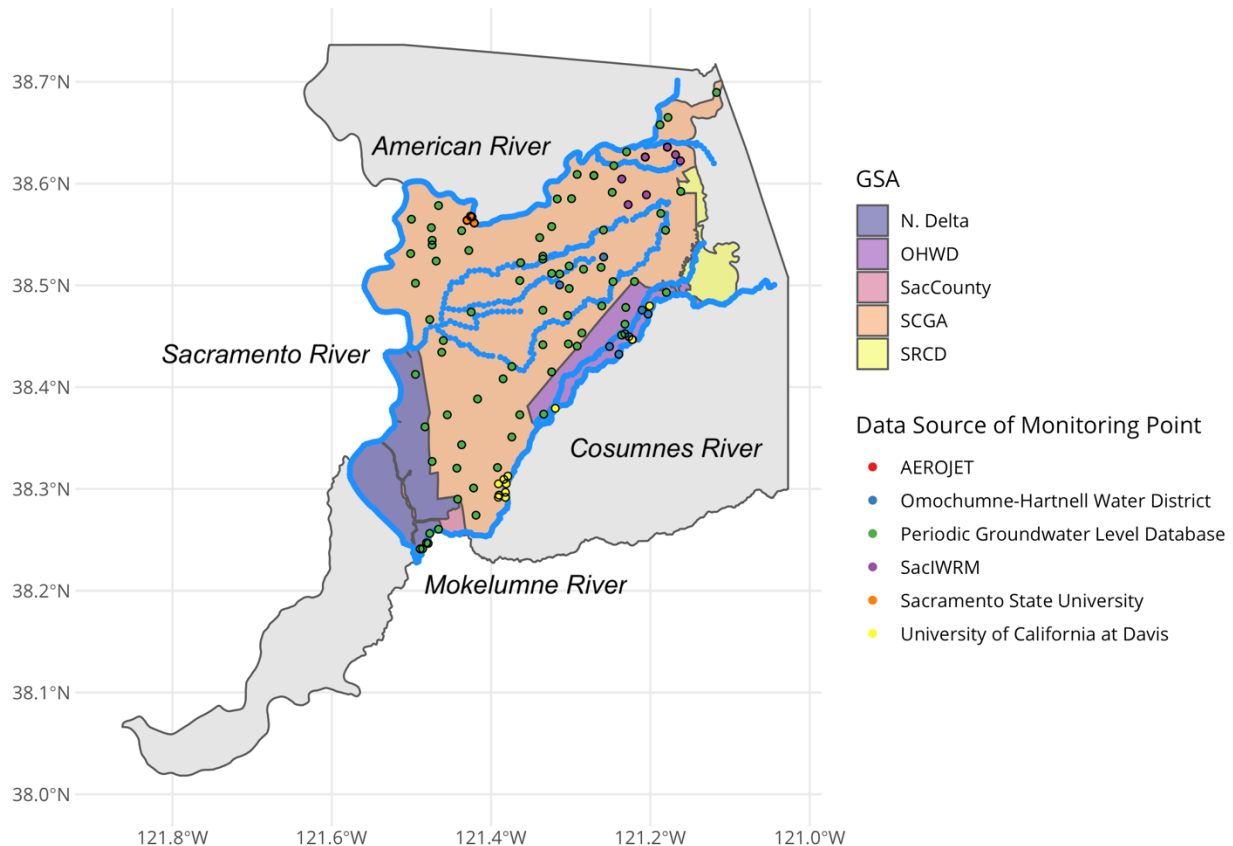 38.7°N
38.6°N
38.5°N
38.4°N
38.3°N
38.2°N
38.1°N
38.0°N
121.8°W
121.6°W
121.4°W
121.2°W
121.0°W
American River
Sacramento River
Cosumnes River
Mokelumne River
GSA
N. Delta
OHWD
SacCounty
SCGA
SRCD
Data Source of Monitoring Point
AEROJET
Omochumne-Hartnell Water District
Periodic Groundwater Level Database
SacIWRM
Sacramento State University
University of California at Davis